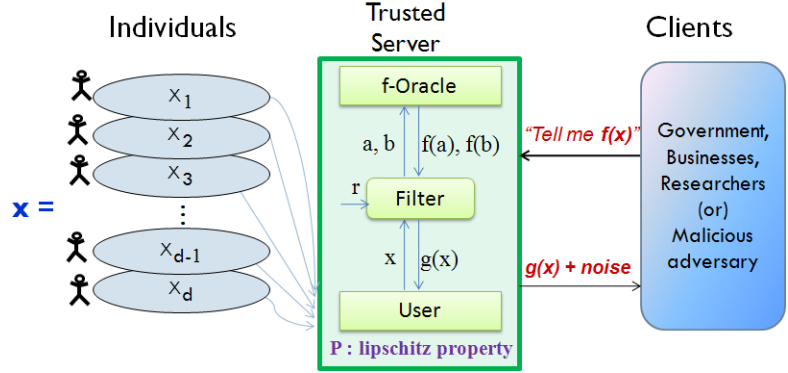 Individuals
x =
X1
X2
X3
⋮
Xd-1
Xd
Trusted
Server
f-Oracle
a, b
f(a), f(b)
r
Filter
x
g(x)
User
P : lipschitz property
"Tell me f(x)"
g(x) + noise
Clients
Government,
Businesses,
Researchers
(or)
Malicious
adversary